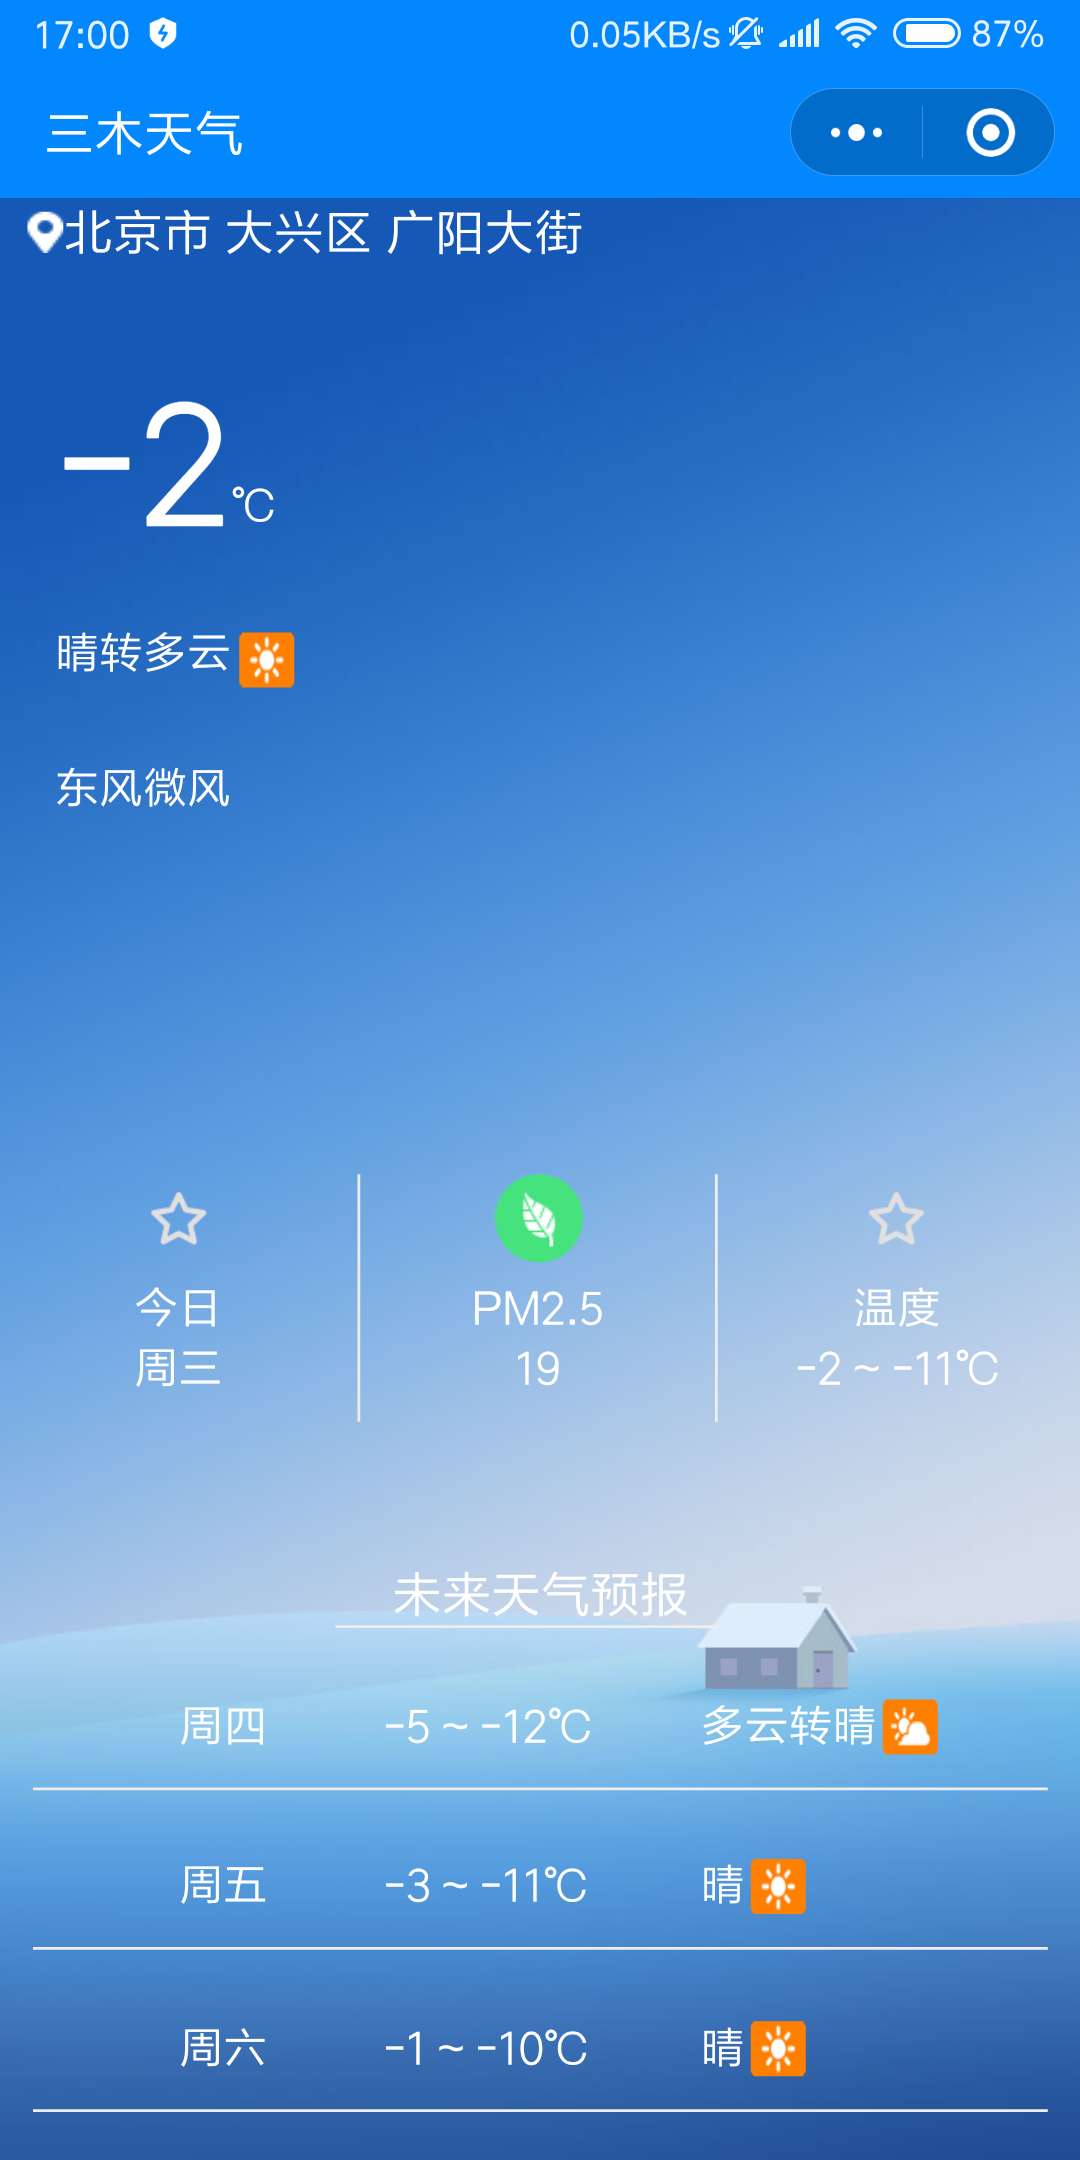 17:00 0.05KB/s 87%
三木天气
北京市 大兴区 广阳大街
-2℃
晴转多云
东风微风
今日 PM2.5 温度
周三 19 -2 ~ -11℃
未来天气预报
周四 -5 ~ -12℃ 多云转晴
周五 -3 ~ -11℃ 晴
周六 -1 ~ -10℃ 晴